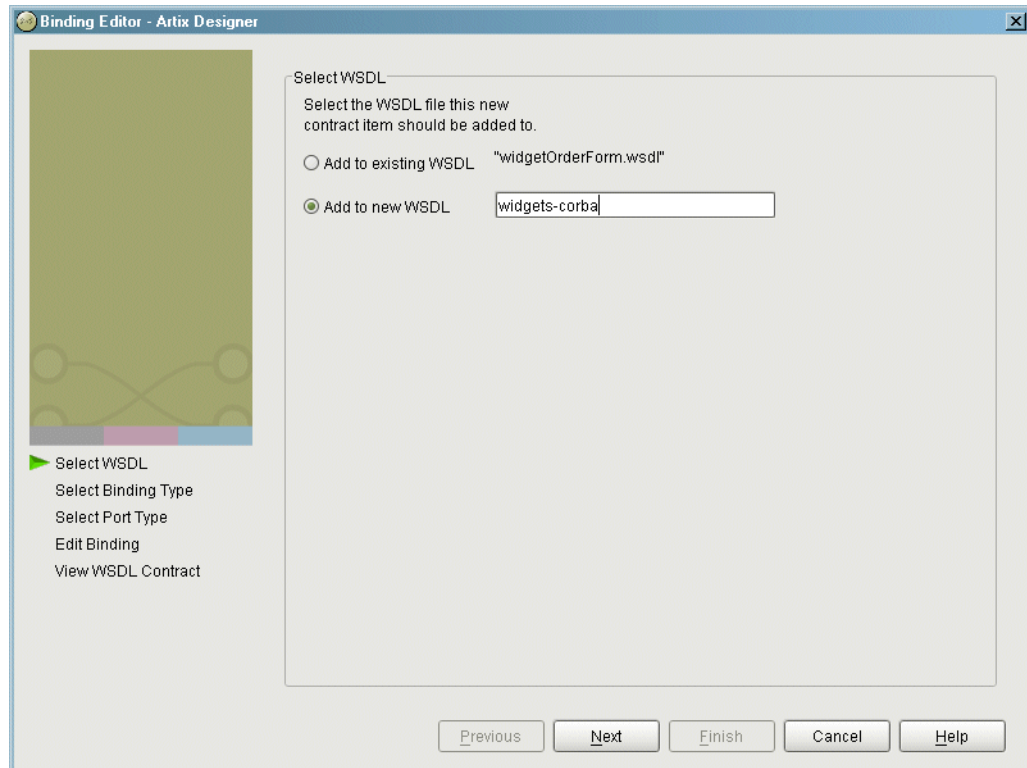 Binding Editor - Artix Designer
Select WSDL
Select the WSDL file this new
contract item should be added to.
Add to existing WSDL "widgetOrderForm.wsdl"
Add to new WSDL widgets-corba
Select WSDL
Select Binding Type
Select Port Type
Edit Binding
View WSDL Contract
Previous Next Finish Cancel Help